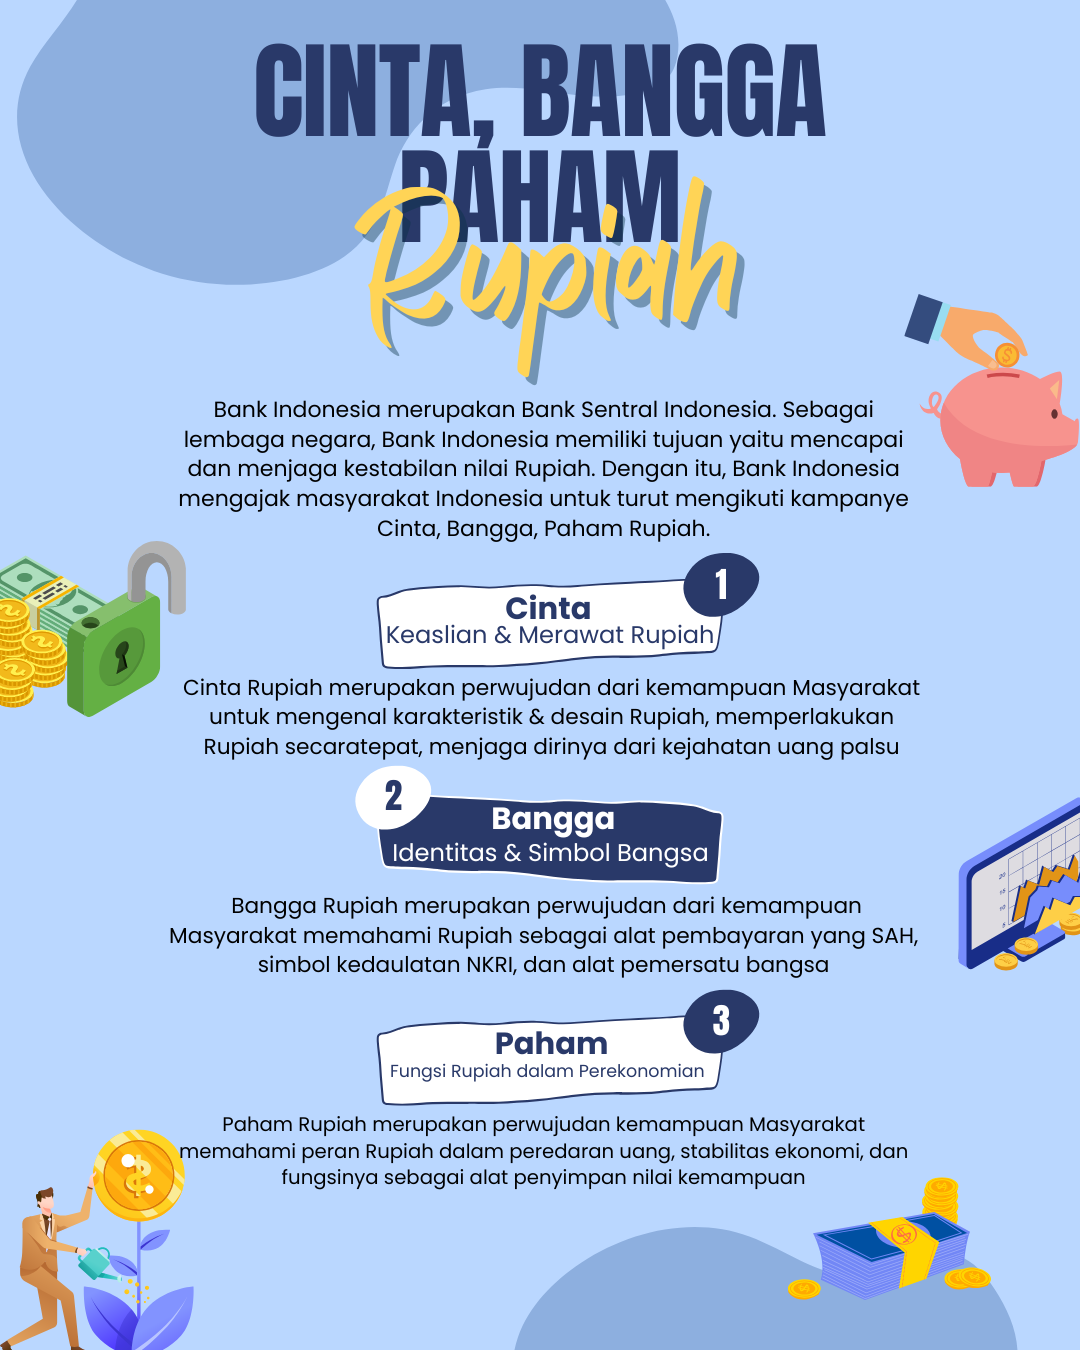 CINTA, BANGGA
PAHAM
Rupiah
Bank Indonesia merupakan Bank Sentral Indonesia. Sebagai
lembaga negara, Bank Indonesia memiliki tujuan yaitu mencapai
dan menjaga kestabilan nilai Rupiah. Dengan itu, Bank Indonesia
mengajak masyarakat Indonesia untuk turut mengikuti kampanye
Cinta, Bangga, Paham Rupiah.
1
Cinta
Keaslian & Merawat Rupiah
Cinta Rupiah merupakan perwujudan dari kemampuan Masyarakat
untuk mengenal karakteristik & desain Rupiah, memperlakukan
Rupiah secaratepat, menjaga dirinya dari kejahatan uang palsu
2
Bangga
Identitas & Simbol Bangsa
Bangga Rupiah merupakan perwujudan dari kemampuan
Masyarakat memahami Rupiah sebagai alat pembayaran yang SAH,
simbol kedaulatan NKRI, dan alat pemersatu bangsa
3
Paham
Fungsi Rupiah dalam Perekonomian
Paham Rupiah merupakan perwujudan kemampuan Masyarakat
memahami peran Rupiah dalam peredaran uang, stabilitas ekonomi, dan
fungsinya sebagai alat penyimpan nilai kemampuan